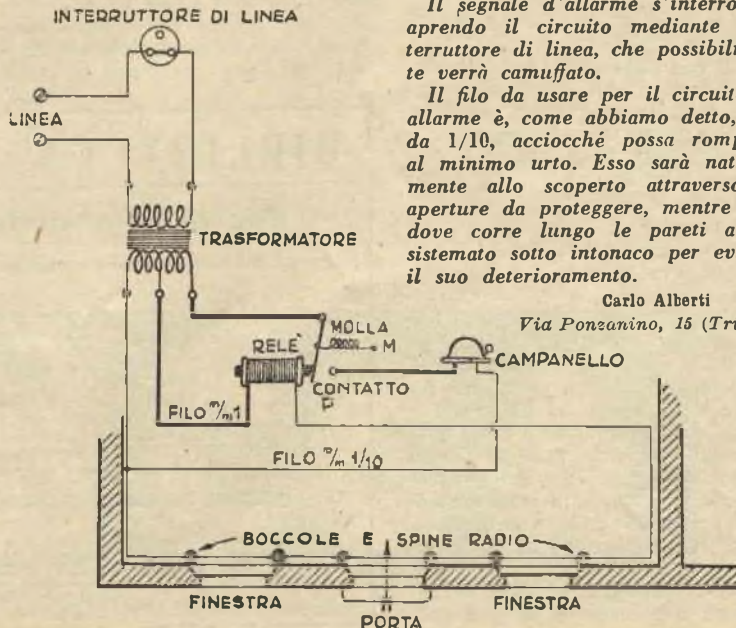 INTERRUTTORE DI LINEA
LINEA
TRASFORMATORE
Il segnale d'allarme s'interro
aprendo il circuito mediante
terruttore di linea, che possibili
te verrà camuffato.
Il filo da usare per il circuit
allarme è, come abbiamo detto,
da 1/10, acciocché possa romp
al minimo urto. Esso sarà nat
mente allo scoperto attraverso
aperture da proteggere, mentre
dove corre lungo le pareti a
sistemato sotto intonaco per ev
il suo deterioramento.
Carlo Alberti
Via Ponzanino, 15 (Tr
MOLLA
M
RELÈ
CAMPANELLO
CONTATTO
P
FILO m/m 1
FILO m/m 1/10
BOCCOLE E SPINE RADIO
FINESTRA
FINESTRA
PORTA